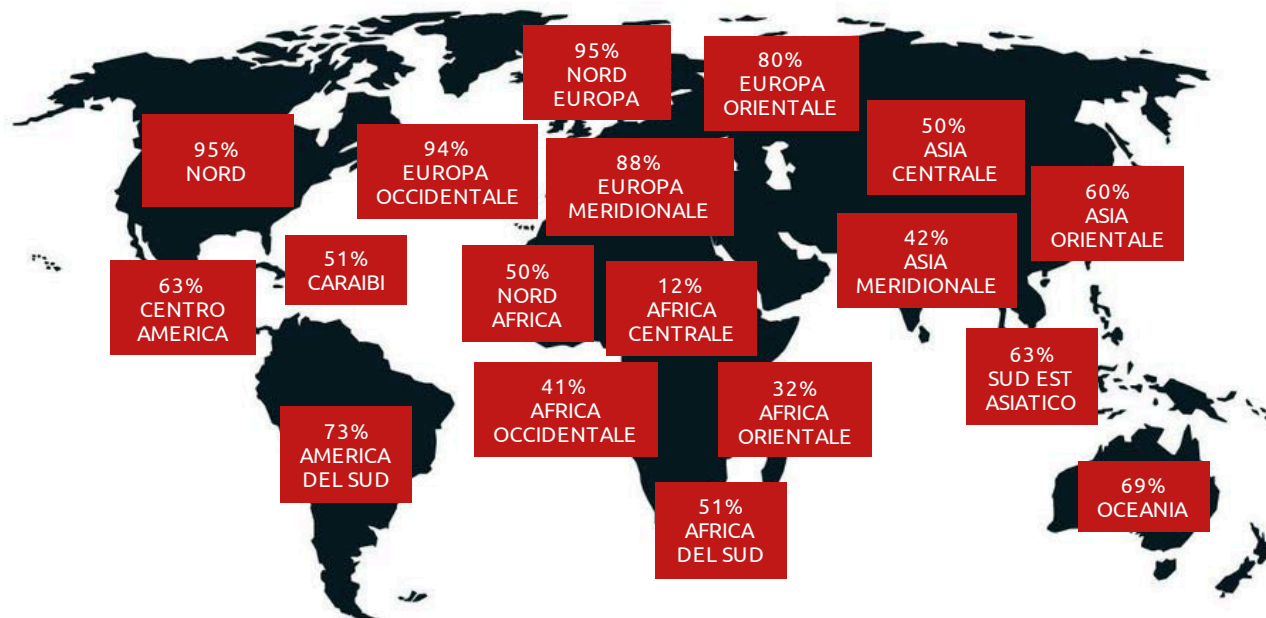 95%
NORD
EUROPA
80%
EUROPA
ORIENTALE
50%
ASIA
CENTRALE
95%
NORD
94%
EUROPA
OCCIDENTALE
88%
EUROPA
MERIDIONALE
60%
ASIA
ORIENTALE
42%
ASIA
MERIDIONALE
51%
CARAIBI
63%
CENTRO
AMERICA
50%
NORD
AFRICA
12%
AFRICA
CENTRALE
63%
SUD EST
ASIATICO
41%
AFRICA
OCCIDENTALE
32%
AFRICA
ORIENTALE
73%
AMERICA
DEL SUD
69%
OCEANIA
51%
AFRICA
DEL SUD